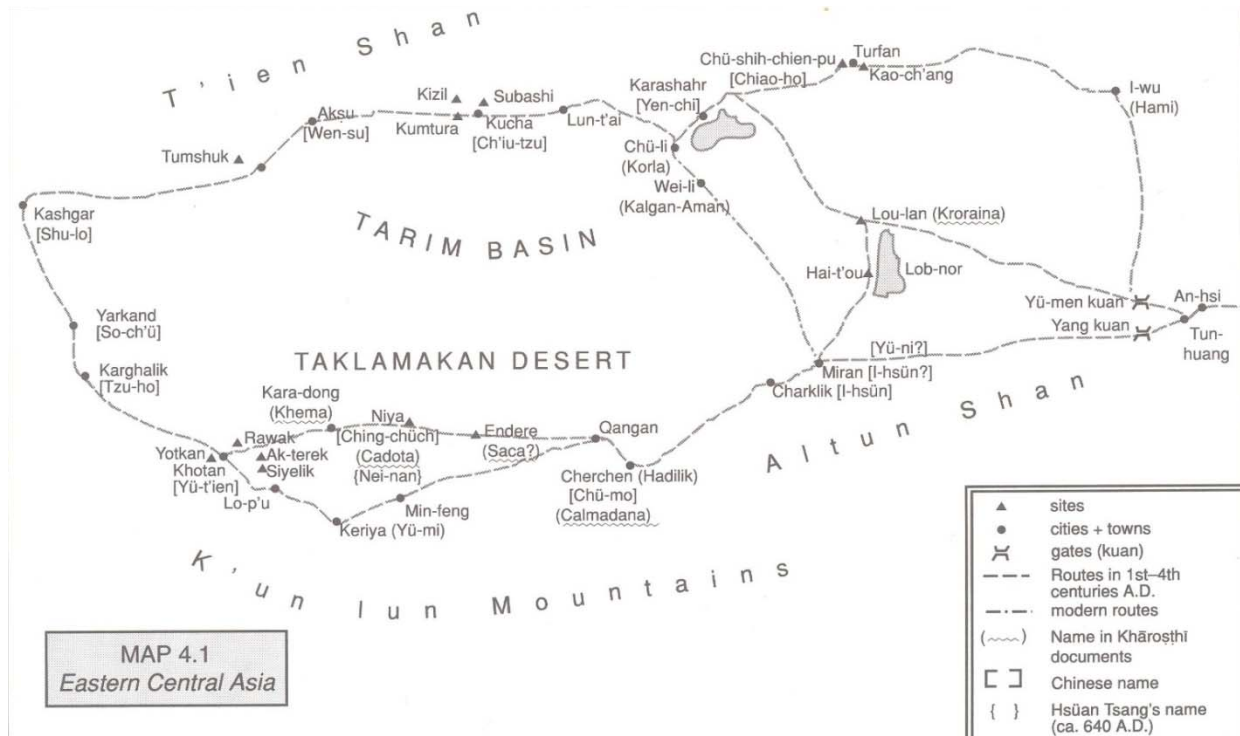 T'ien Shan
Chü-shih-chien-pu
[Chiao-ho]
Turfan
Kao-ch'ang
Karashahr
[Yen-chi]
I-wu
(Hami)
Kizil
Subashi
Aksu
[Wen-su]
Kumtura
Kucha
[Ch'iu-tzu]
Lun-t'ai
Chü-li
(Korla)
Tumshuk
Wei-li
(Kalgan-Aman)
Kashgar
[Shu-lo]
TARIM BASIN
Lou-lan (Kroraina)
Hai-t'ou
Lob-nor
Yü-men kuan
An-hsi
Yarkand
[So-ch'ü]
Yang kuan
Tun-
huang
TAKLAMAKAN DESERT
[Yü-ni?]
Miran [I-hsün?]
Karghalik
[Tzu-ho]
Charklik [I-hsün]
Kara-dong
(Khema)
Niya
[Ching-chüch]
(Cadota)
{Nei-nan}
Endere
(Saca?)
Qangan
Altun Shan
Rawak
Yotkan
Ak-terek
Khotan
[Yü-t'ien]
Siyelik
Lo-p'u
Cherchen (Hadilik)
[Chü-mo]
(Calmadana)
Min-feng
Keriya (Yü-mi)
K'un lun Mountains
sites
cities + towns
gates (kuan)
Routes in 1st–4th
centuries A.D.
modern routes
( ) Name in Khāroṣṭhī
documents
[ ] Chinese name
{ } Hsüan Tsang's name
(ca. 640 A.D.)
MAP 4.1
Eastern Central Asia